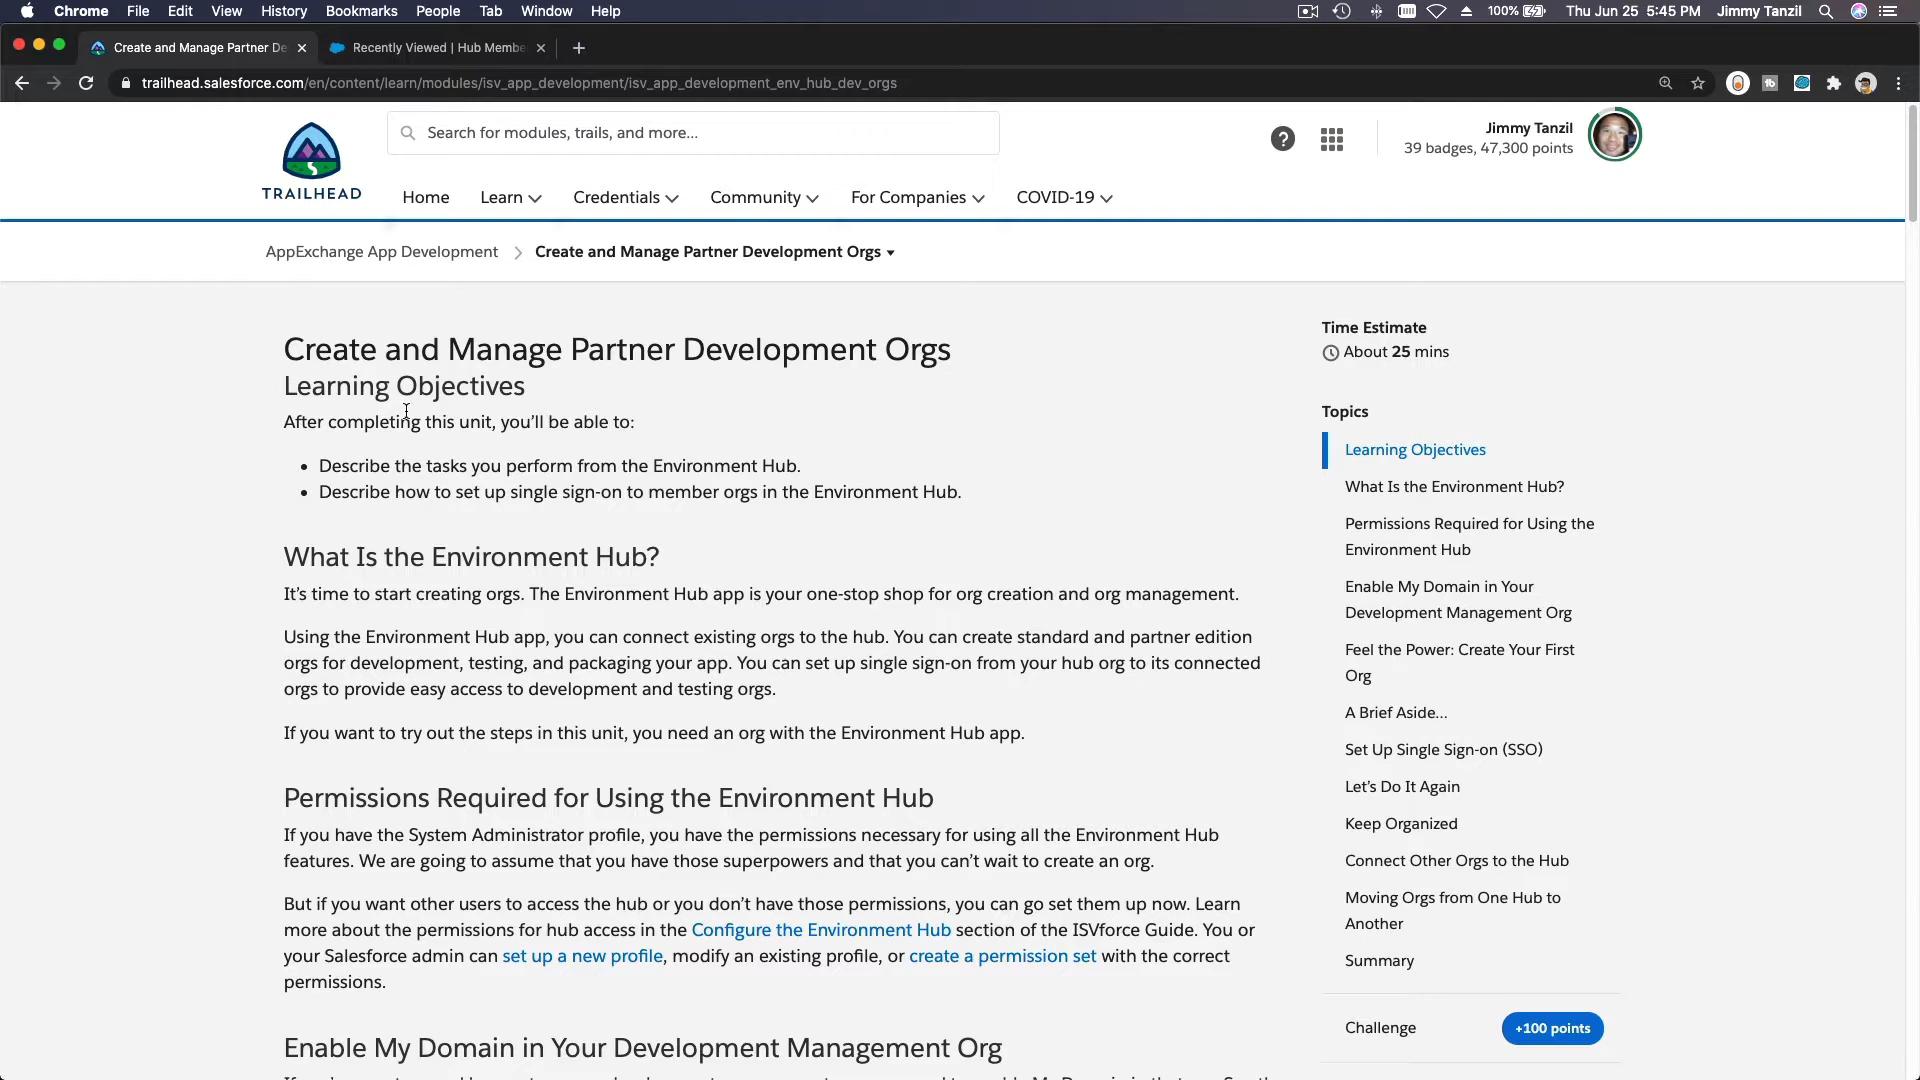 Chrome File Edit View History Bookmarks People Tab Window Help 100% Thu Jun 25 5:45 PM Jimmy Tanzil
Create and Manage Partner De Recently Viewed | Hub Membe
trailhead.salesforce.com/en/content/learn/modules/isv_app_development/isv_app_development_env_hub_dev_orgs
Search for modules, trails, and more...
TRAILHEAD
Jimmy Tanzil
39 badges, 47,300 points
Home Learn Credentials Community For Companies COVID-19
AppExchange App Development Create and Manage Partner Development Orgs
Create and Manage Partner Development Orgs
Learning Objectives
After completing this unit, you’ll be able to:
• Describe the tasks you perform from the Environment Hub.
• Describe how to set up single sign-on to member orgs in the Environment Hub.
What Is the Environment Hub?
It’s time to start creating orgs. The Environment Hub app is your one-stop shop for org creation and org management.
Using the Environment Hub app, you can connect existing orgs to the hub. You can create standard and partner edition
orgs for development, testing, and packaging your app. You can set up single sign-on from your hub org to its connected
orgs to provide easy access to development and testing orgs.
If you want to try out the steps in this unit, you need an org with the Environment Hub app.
Permissions Required for Using the Environment Hub
If you have the System Administrator profile, you have the permissions necessary for using all the Environment Hub
features. We are going to assume that you have those superpowers and that you can’t wait to create an org.
But if you want other users to access the hub or you don’t have those permissions, you can go set them up now. Learn
more about the permissions for hub access in the Configure the Environment Hub section of the ISVforce Guide. You or
your Salesforce admin can set up a new profile, modify an existing profile, or create a permission set with the correct
permissions.
Enable My Domain in Your Development Management Org
Time Estimate
About 25 mins
Topics
Learning Objectives
What Is the Environment Hub?
Permissions Required for Using the
Environment Hub
Enable My Domain in Your
Development Management Org
Feel the Power: Create Your First
Org
A Brief Aside...
Set Up Single Sign-on (SSO)
Let’s Do It Again
Keep Organized
Connect Other Orgs to the Hub
Moving Orgs from One Hub to
Another
Summary
Challenge +100 points